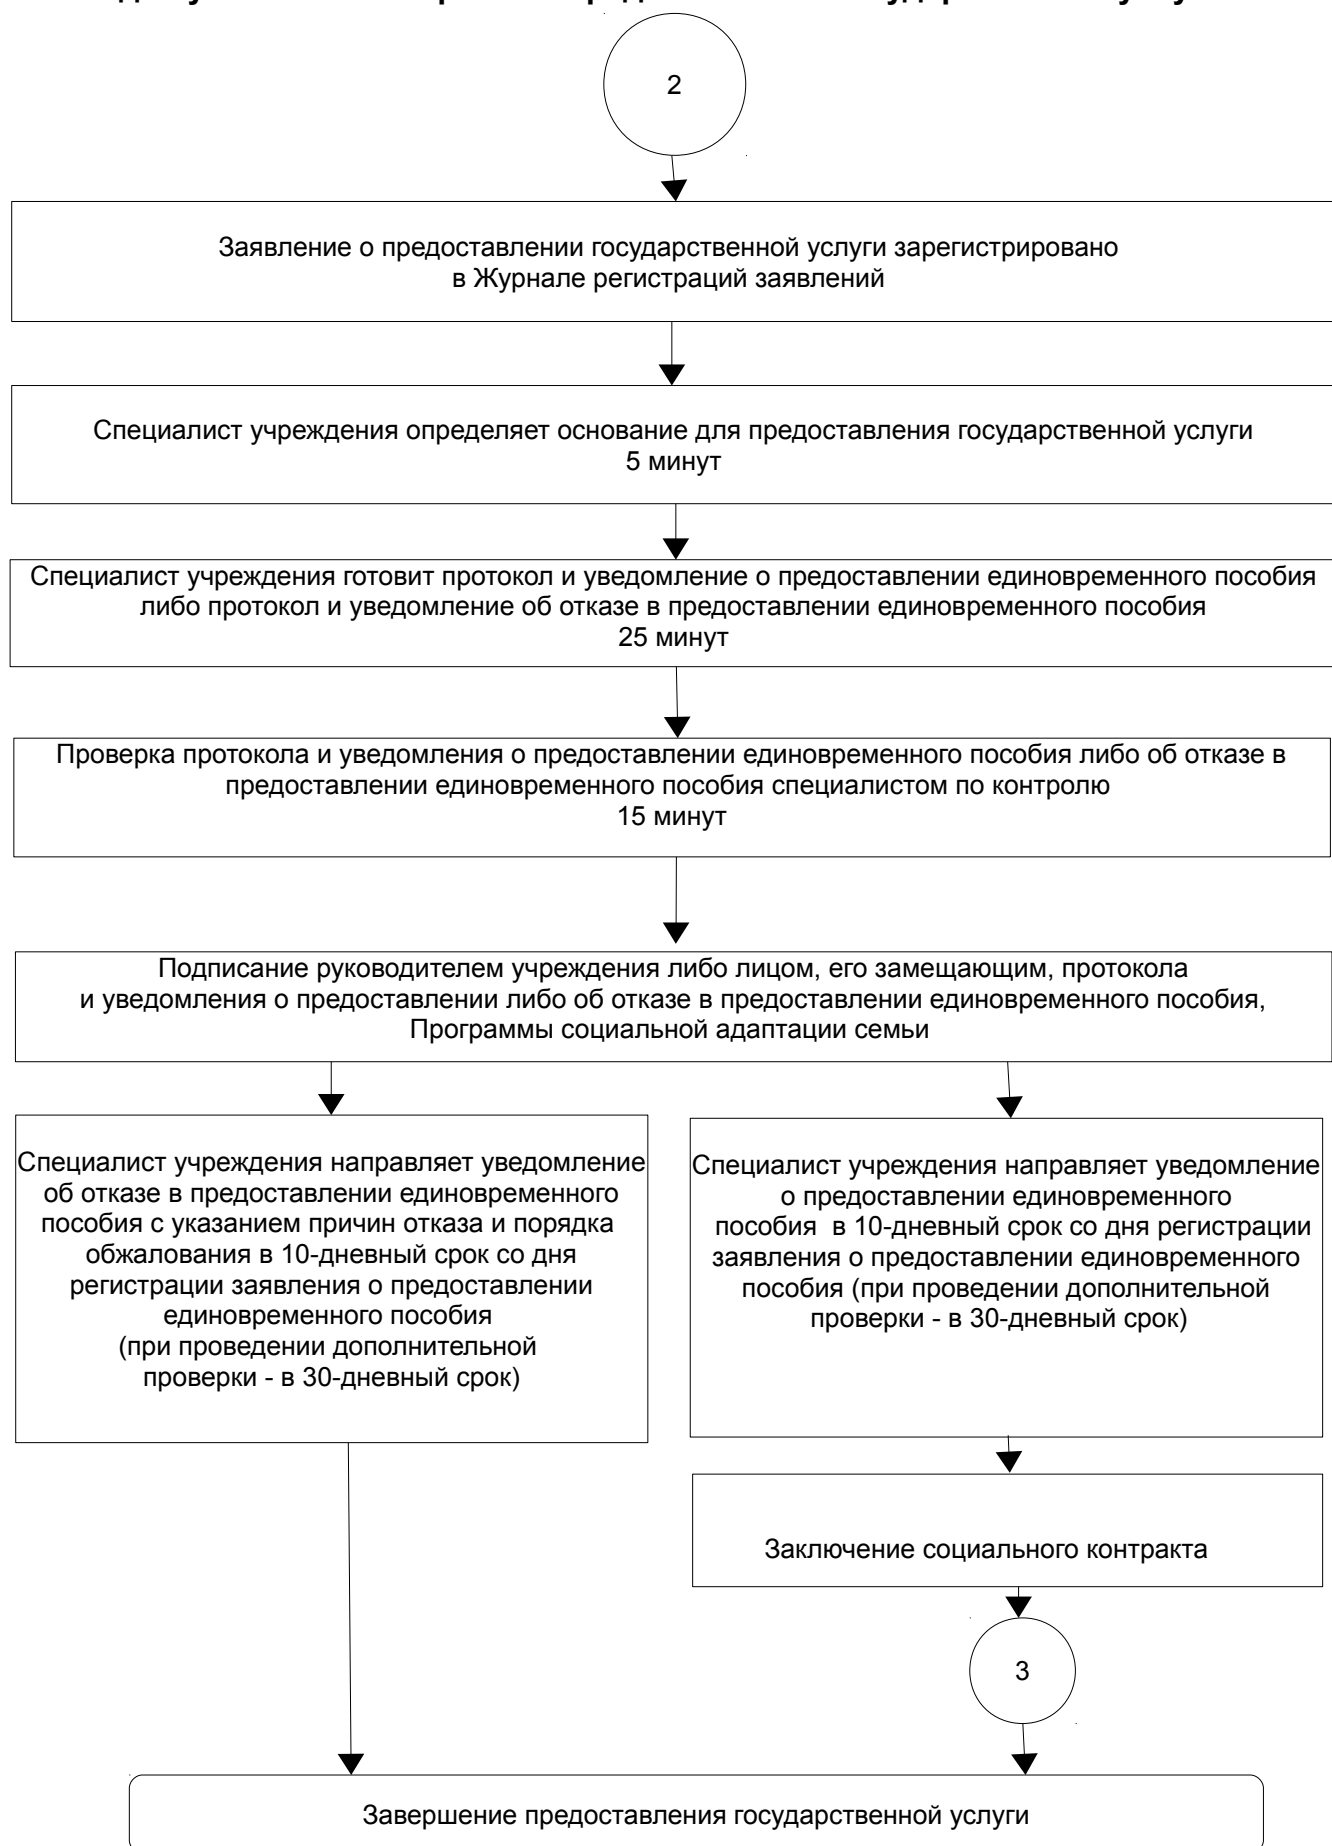 2
Заявление о предоставлении государственной услуги зарегистрировано
в Журнале регистраций заявлений
Специалист учреждения определяет основание для предоставления государственной услуги
5 минут
Специалист учреждения готовит протокол и уведомление о предоставлении единовременного пособия
либо протокол и уведомление об отказе в предоставлении единовременного пособия
25 минут
Проверка протокола и уведомления о предоставлении единовременного пособия либо об отказе в
предоставлении единовременного пособия специалистом по контролю
15 минут
Подписание руководителем учреждения либо лицом, его замещающим, протокола
и уведомления о предоставлении либо об отказе в предоставлении единовременного пособия,
Программы социальной адаптации семьи
Специалист учреждения направляет уведомление
об отказе в предоставлении единовременного
пособия с указанием причин отказа и порядка
обжалования в 10-дневный срок со дня
регистрации заявления о предоставлении
единовременного пособия
(при проведении дополнительной
проверки - в 30-дневный срок)
Специалист учреждения направляет уведомление
о предоставлении единовременного
пособия в 10-дневный срок со дня регистрации
заявления о предоставлении единовременного
пособия (при проведении дополнительной
проверки - в 30-дневный срок)
Заключение социального контракта
3
Завершение предоставления государственной услуги